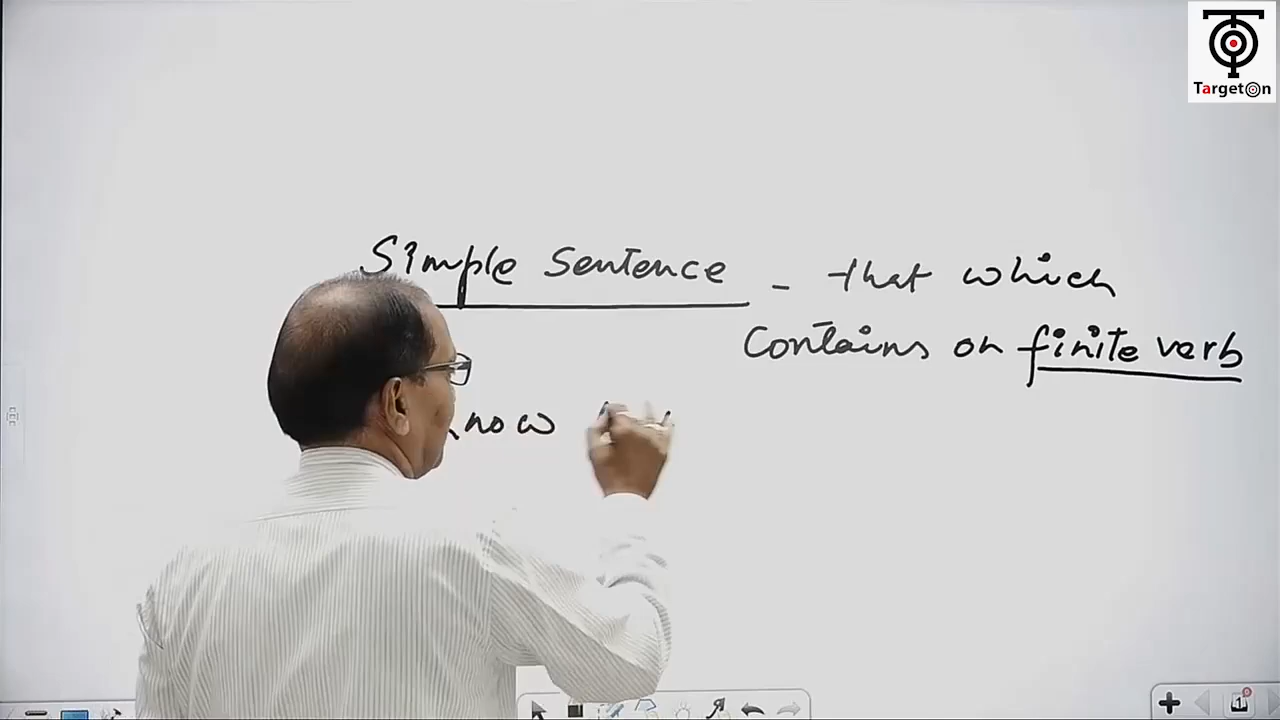 TargetOn
Simple Sentence - that which
contains on finite verb
now